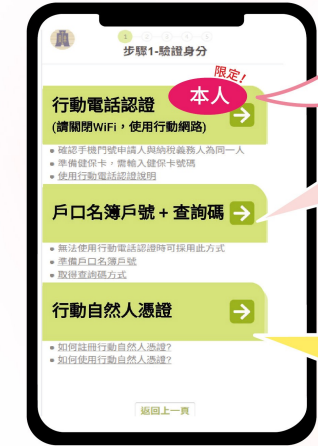 1 2 3 4 5
步驟1-驗證身分
限定!
本人
行動電話認證
(請關閉WiFi，使用行動網路)
確認手機門號申請人與納稅義務人為同一人
準備健保卡，需輸入健保卡號碼
使用行動電話認證說明
戶口名簿戶號 + 查詢碼
無法使用行動電話認證時可採用此方式
準備戶口名簿戶號
取得查詢碼方式
行動自然人憑證
如何註冊行動自然人憑證?
如何使用行動自然人憑證?
返回上一頁